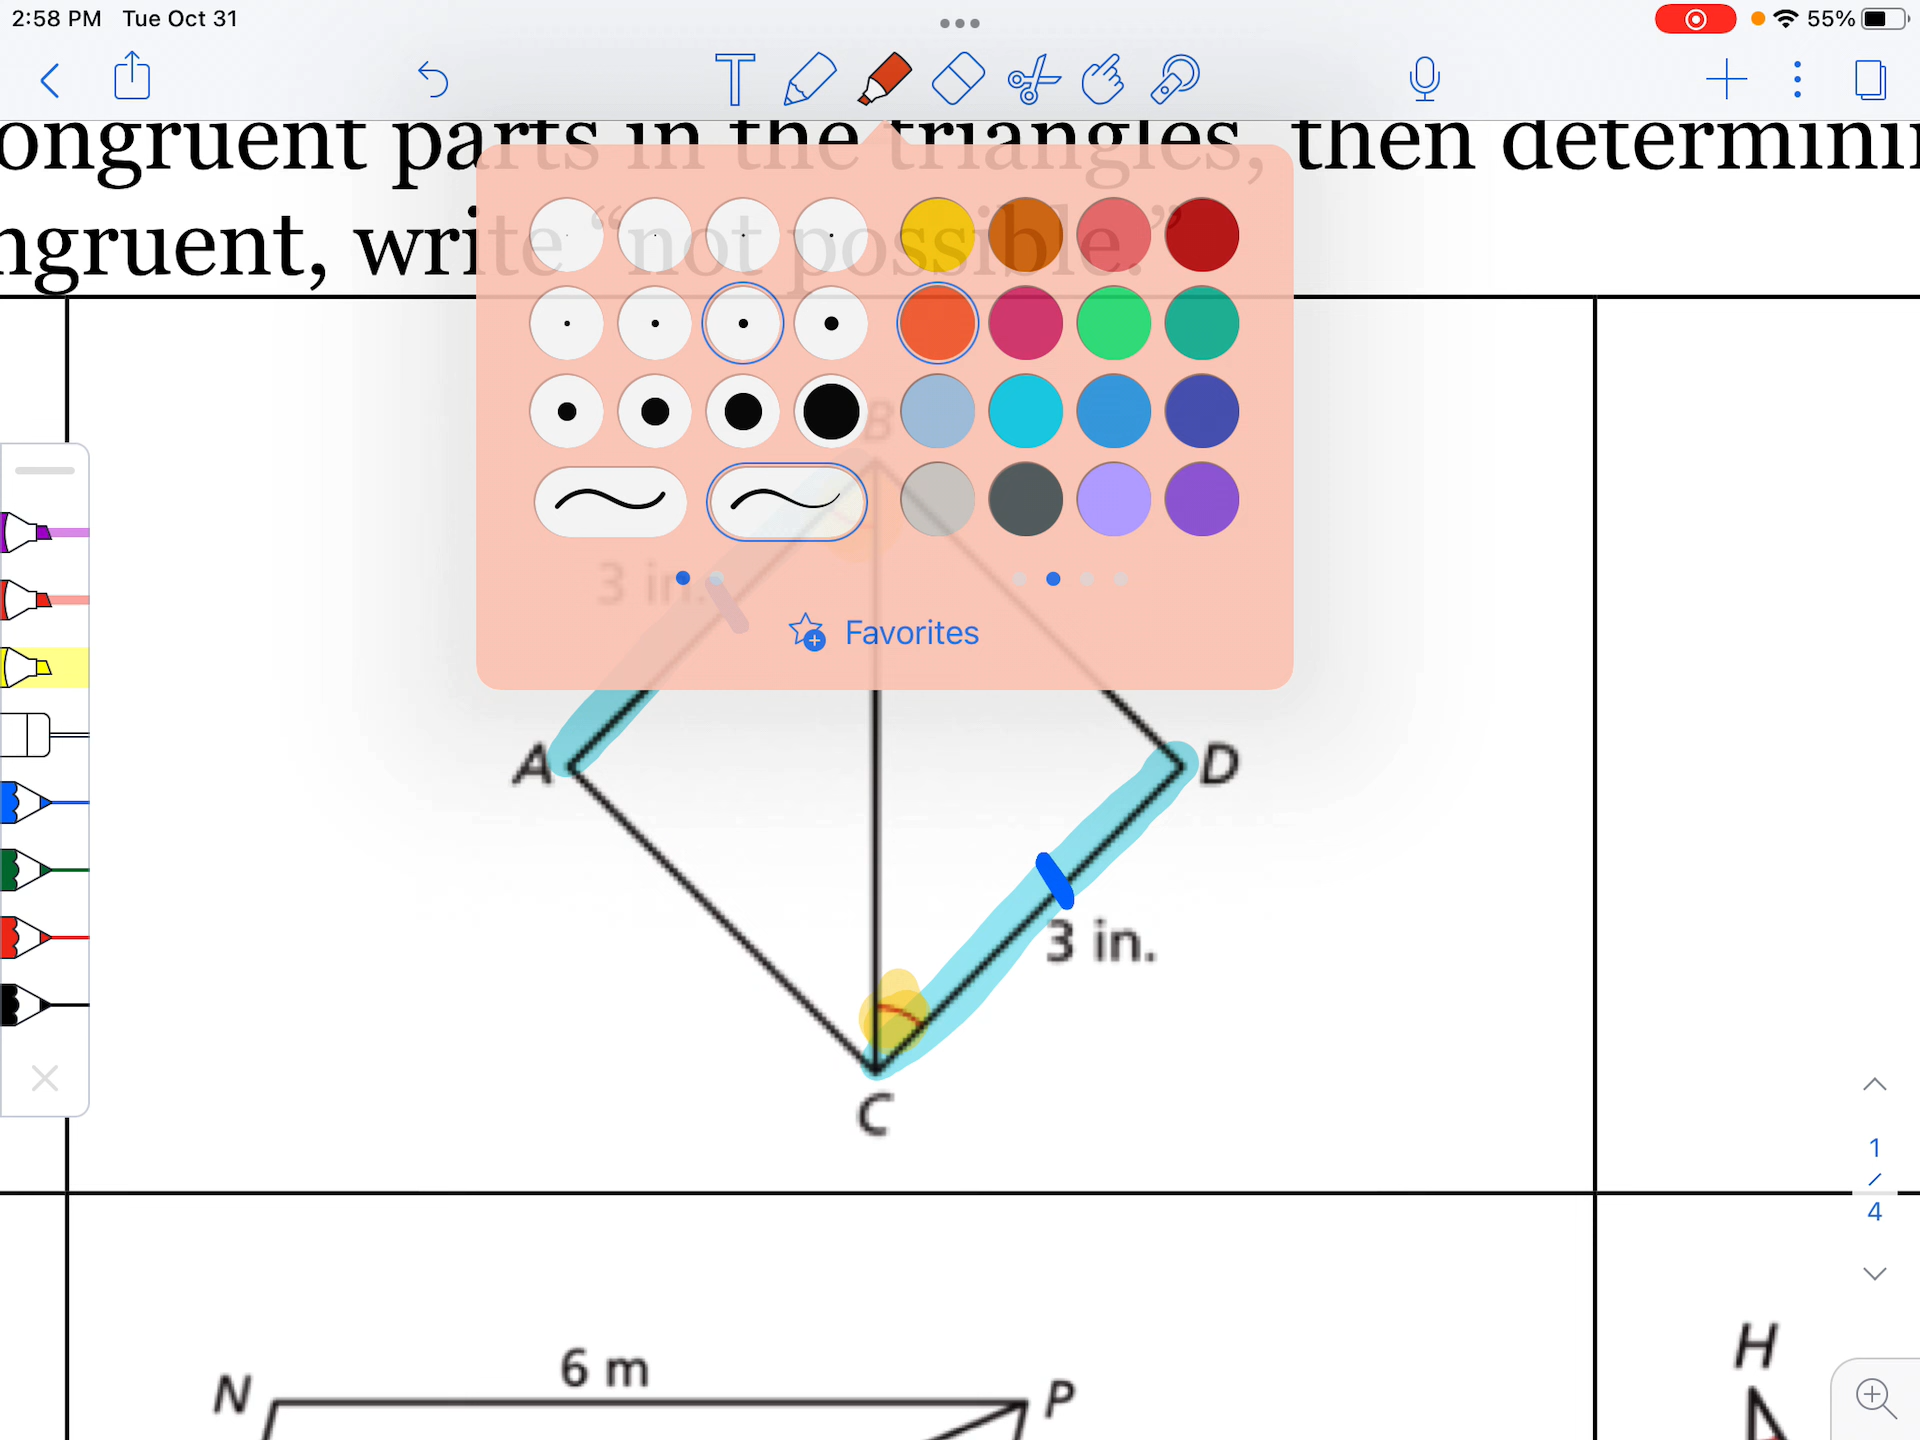 2:58 PM Tue Oct 31
55%
T
ongruent parts in the triangles, then determinin
ngruent, write “not possible.”
B
3 in.
Favorites
A
D
3 in.
C
1
/
4
6 m
N
P
H